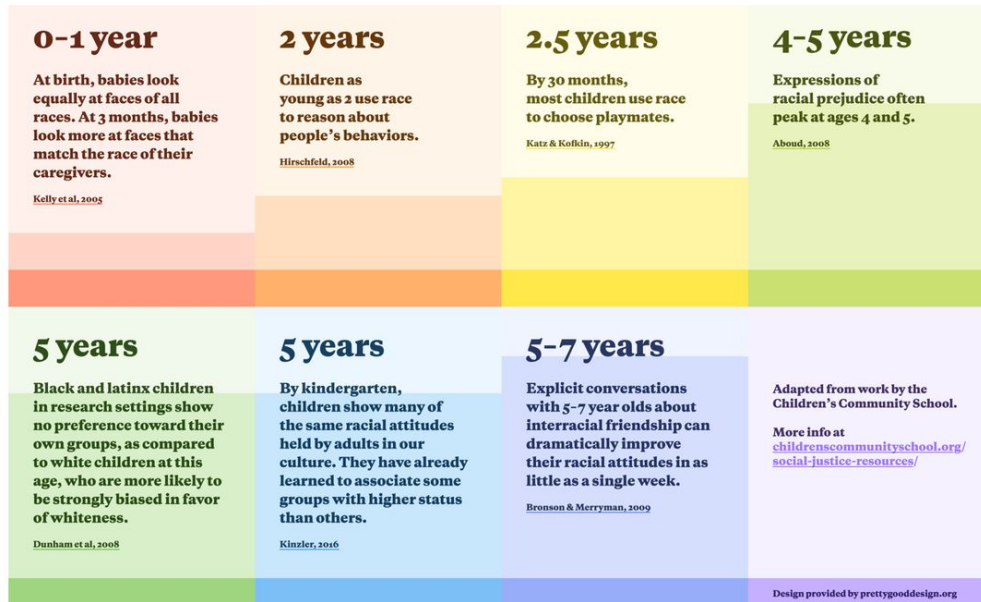 0-1 year
At birth, babies look
equally at faces of all
races. At 3 months, babies
look more at faces that
match the race of their
caregivers.
Kelly et al, 2005
2 years
Children as
young as 2 use race
to reason about
people's behaviors.
Hirschfeld, 2008
2.5 years
By 30 months,
most children use race
to choose playmates.
Katz & Kofkin, 1997
4-5 years
Expressions of
racial prejudice often
peak at ages 4 and 5.
Aboud, 2008
5 years
Black and latinx children
in research settings show
no preference toward their
own groups, as compared
to white children at this
age, who are more likely to
be strongly biased in favor
of whiteness.
Dunham et al, 2008
5 years
By kindergarten,
children show many of
the same racial attitudes
held by adults in our
culture. They have already
learned to associate some
groups with higher status
than others.
Kinzler, 2016
5-7 years
Explicit conversations
with 5-7 year olds about
interracial friendship can
dramatically improve
their racial attitudes in as
little as a single week.
Bronson & Merryman, 2009
Adapted from work by the
Children's Community School.
More info at
childrenscommunityschool.org/
social-justice-resources/
Design provided by prettygooddesign.org